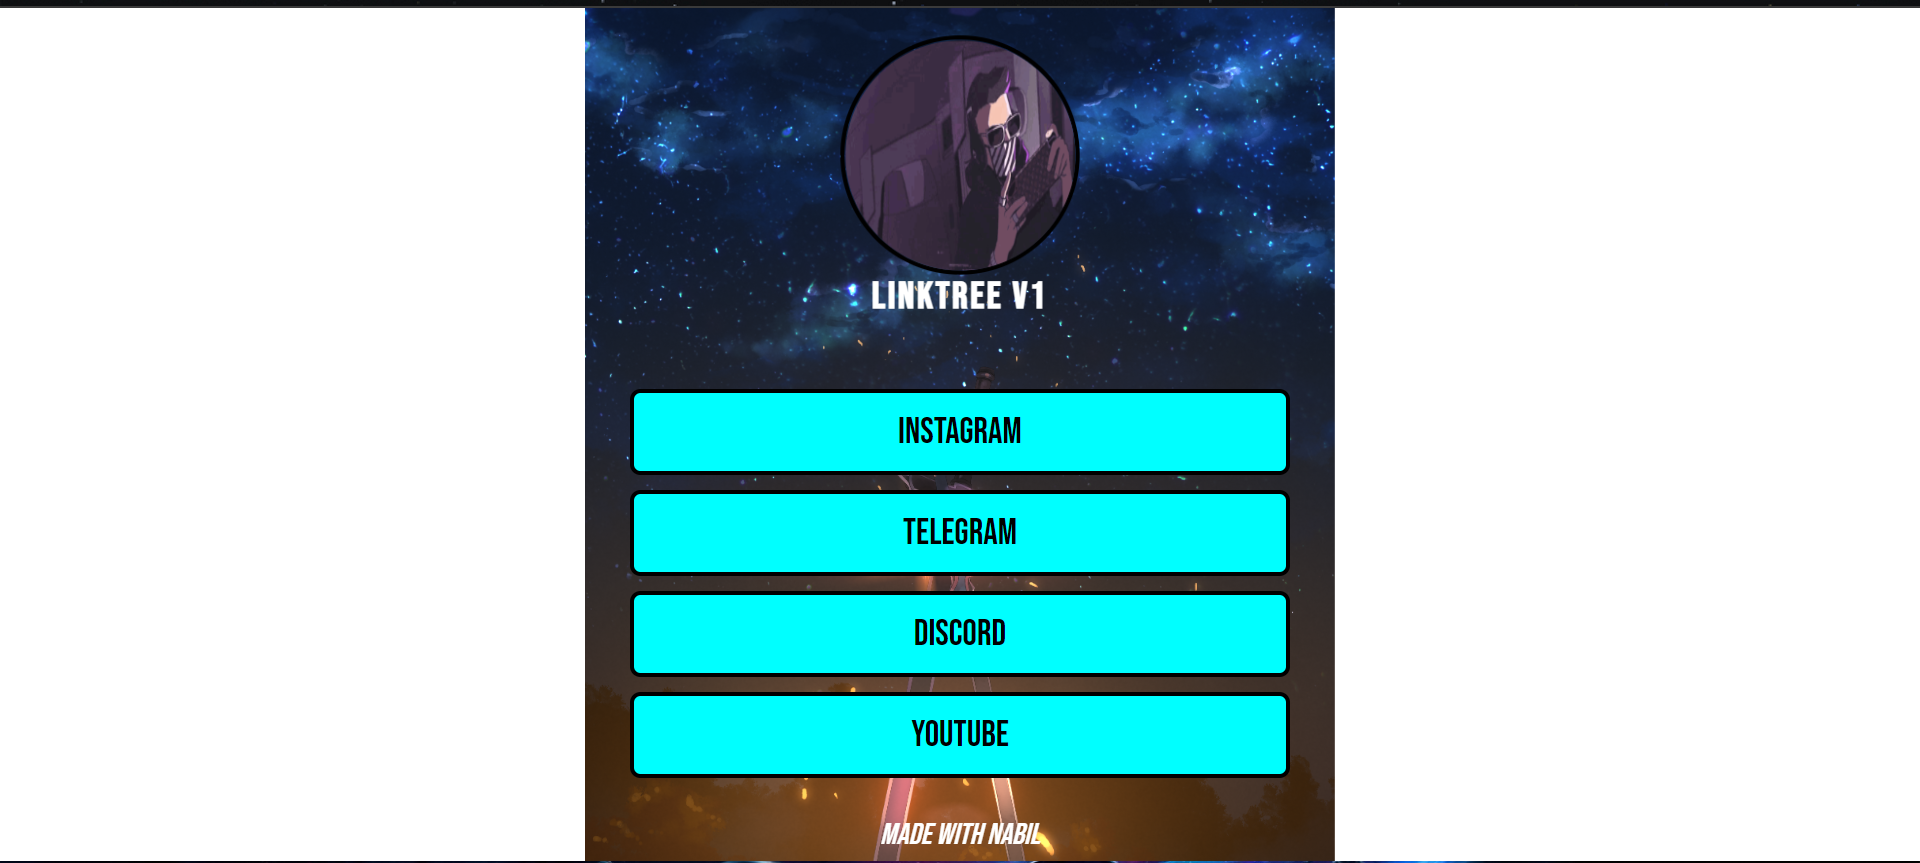 LINKTREE V1
INSTAGRAM
TELEGRAM
DISCORD
YOUTUBE
MADE WITH NABIL